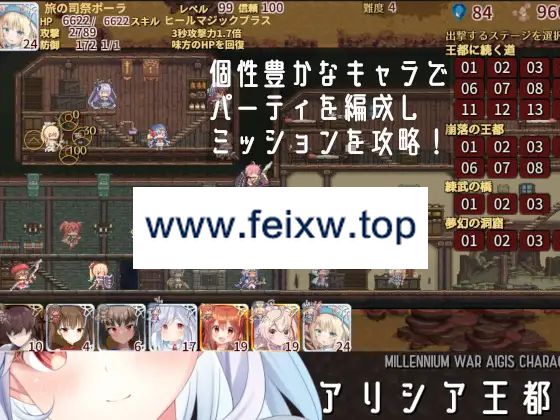 旅の司祭ポーラ レベル 99 信頼 100
HP 6622 / 6622 スキル ヒールマジックプラス
攻撃 2789 3秒攻撃力1.7倍
防御 172 1/1 味方のHPを回復
24
難度 4
84 960
出撃するステージを選択
王都に続く道
01 02 03
06 07 08
11 12 13
崩落の王都
01 02 03
06 07 08
練武の橋
01 02 03
夢幻の洞窟
01 02 03
個性豊かなキャラで
パーティを編成し
ミッションを攻略！
0
30
100
www.feixw.top
10 4 6 17 19 19 24
MILLENNIUM WAR AIGIS CHARA
アリシア王都